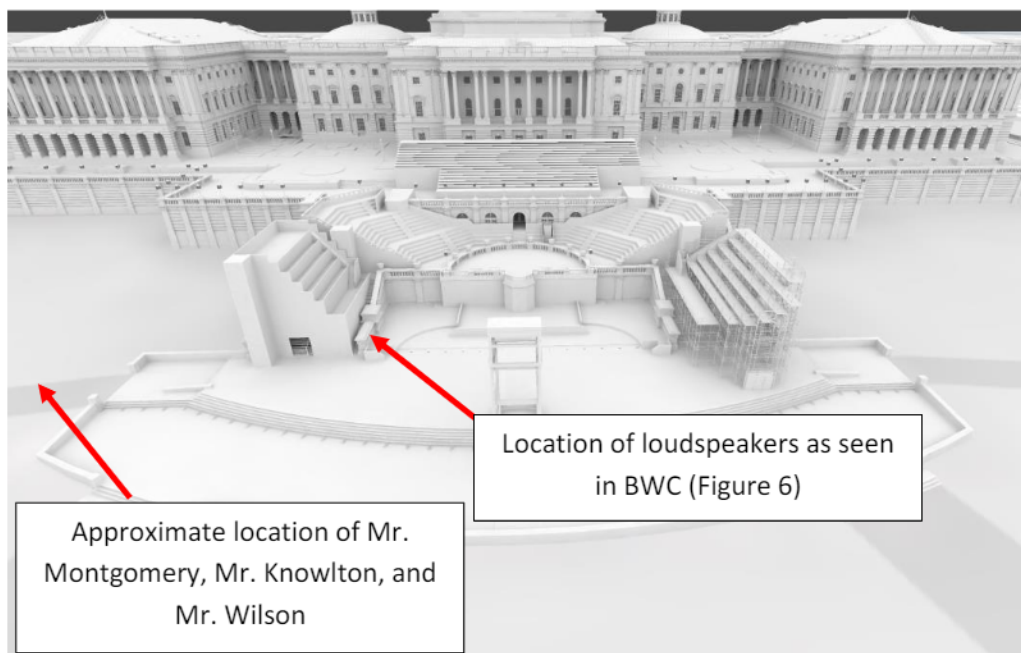 Location of loudspeakers as seen
in BWC (Figure 6)
Approximate location of Mr.
Montgomery, Mr. Knowlton, and
Mr. Wilson